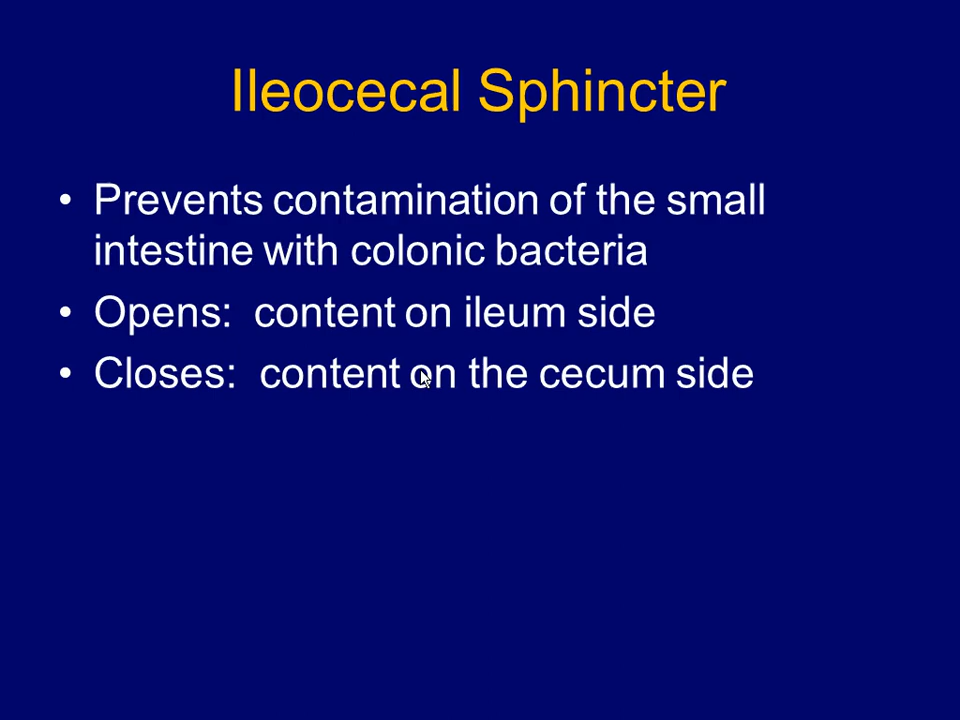 Ileocecal Sphincter
• Prevents contamination of the small
intestine with colonic bacteria
• Opens:  content on ileum side
• Closes:  content on the cecum side